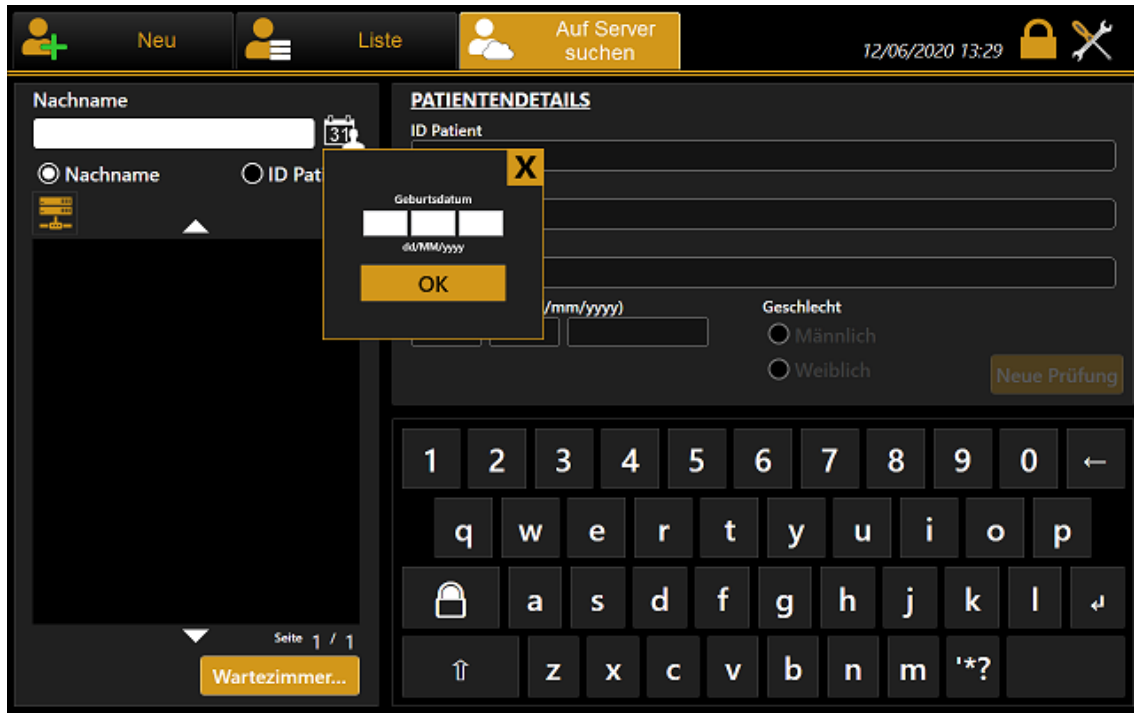 Neu
Liste
Auf Server
suchen
12/06/2020 13:29
Nachname
31
Nachname
ID Pati
Seite 1 / 1
Wartezimmer...
X
Geburtsdatum
dd/MM/yyyy
OK
PATIENTENDETAILS
ID Patient
/mm/yyyy)
Geschlecht
Männlich
Weiblich
Neue Prüfung
1 2 3 4 5 6 7 8 9 0 ←
q w e r t y u i o p
a s d f g h j k l ↲
⇧ z x c v b n m '*?